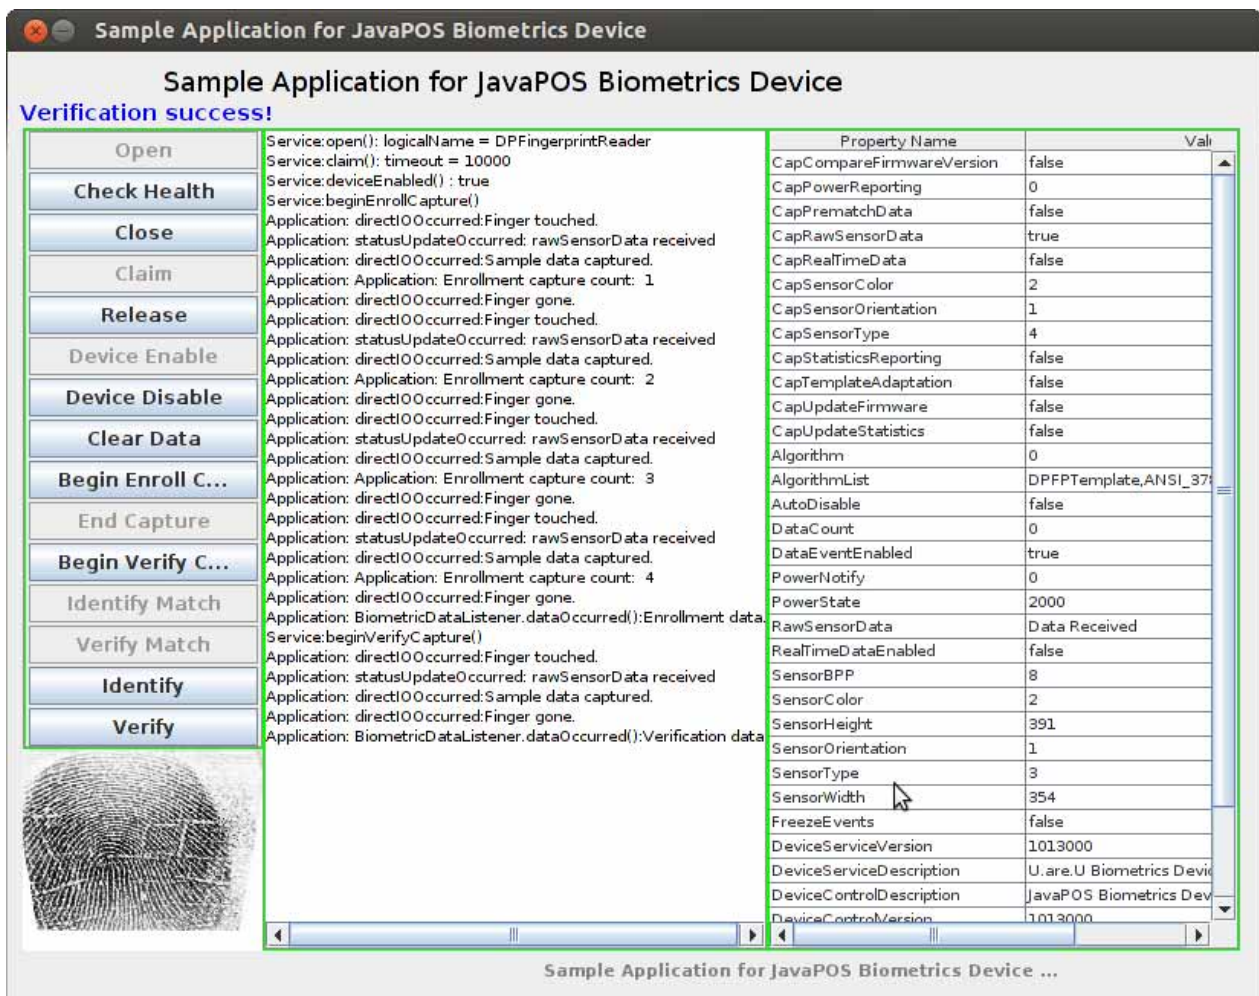 Sample Application for JavaPOS Biometrics Device
Sample Application for JavaPOS Biometrics Device
Verification success!
Open
Check Health
Close
Claim
Release
Device Enable
Device Disable
Clear Data
Begin Enroll C...
End Capture
Begin Verify C...
Identify Match
Verify Match
Identify
Verify
Service:open(): logicalName = DPFingerprintReader
Service:claim(): timeout = 10000
Service:deviceEnabled() : true
Service:beginEnrollCapture()
Application: directIOOccurred:Finger touched.
Application: statusUpdateOccurred: rawSensorData received
Application: directIOOccurred:Sample data captured.
Application: Application: Enrollment capture count: 1
Application: directIOOccurred:Finger gone.
Application: directIOOccurred:Finger touched.
Application: statusUpdateOccurred: rawSensorData received
Application: directIOOccurred:Sample data captured.
Application: Application: Enrollment capture count: 2
Application: directIOOccurred:Finger gone.
Application: directIOOccurred:Finger touched.
Application: statusUpdateOccurred: rawSensorData received
Application: directIOOccurred:Sample data captured.
Application: Application: Enrollment capture count: 3
Application: directIOOccurred:Finger gone.
Application: directIOOccurred:Finger touched.
Application: statusUpdateOccurred: rawSensorData received
Application: directIOOccurred:Sample data captured.
Application: Application: Enrollment capture count: 4
Application: directIOOccurred:Finger gone.
Application: BiometricDataListener.dataOccurred():Enrollment data.
Service:beginVerifyCapture()
Application: directIOOccurred:Finger touched.
Application: statusUpdateOccurred: rawSensorData received
Application: directIOOccurred:Sample data captured.
Application: directIOOccurred:Finger gone.
Application: BiometricDataListener.dataOccurred():Verification data
Property Name Valu
CapCompareFirmwareVersion false
CapPowerReporting 0
CapPrematchData false
CapRawSensorData true
CapRealTimeData false
CapSensorColor 2
CapSensorOrientation 1
CapSensorType 4
CapStatisticsReporting false
CapTemplateAdaptation false
CapUpdateFirmware false
CapUpdateStatistics false
Algorithm 0
AlgorithmList DPFPTemplate,ANSI_378
AutoDisable false
DataCount 0
DataEventEnabled true
PowerNotify 0
PowerState 2000
RawSensorData Data Received
RealTimeDataEnabled false
SensorBPP 8
SensorColor 2
SensorHeight 391
SensorOrientation 1
SensorType 3
SensorWidth 354
FreezeEvents false
DeviceServiceVersion 1013000
DeviceServiceDescription U.are.U Biometrics Devic
DeviceControlDescription JavaPOS Biometrics Dev
DeviceControlVersion 1013000
Sample Application for JavaPOS Biometrics Device ...